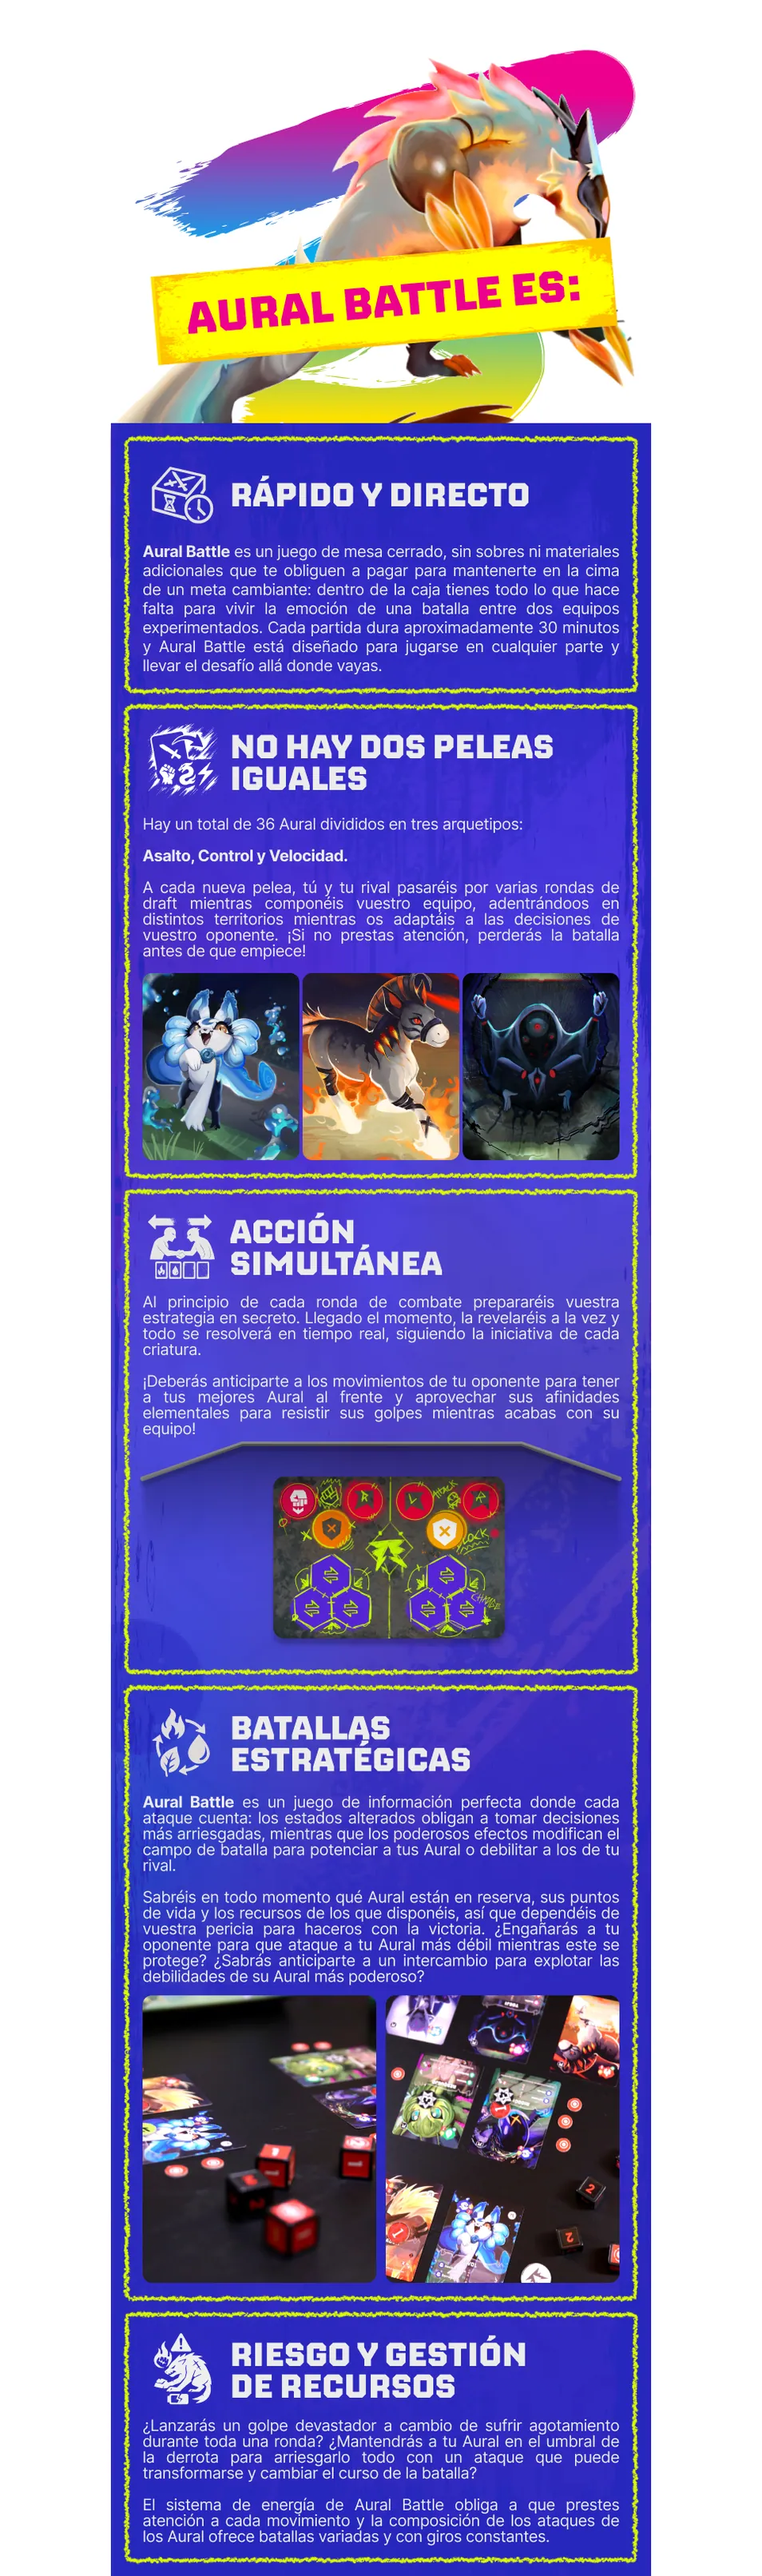 AURAL BATTLE ES:
RÁPIDO Y DIRECTO
Aural Battle es un juego de mesa cerrado, sin sobres ni materiales
adicionales que te obliguen a pagar para mantenerte en la cima
de un meta cambiante: dentro de la caja tienes todo lo que hace
falta para vivir la emoción de una batalla entre dos equipos
experimentados. Cada partida dura aproximadamente 30 minutos
y Aural Battle está diseñado para jugarse en cualquier parte y
llevar el desafío allá donde vayas.
NO HAY DOS PELEAS
IGUALES
Hay un total de 36 Aural divididos en tres arquetipos:
Asalto, Control y Velocidad.
A cada nueva pelea, tú y tu rival pasaréis por varias rondas de
draft mientras componéis vuestro equipo, adentrándoos en
distintos territorios mientras os adaptáis a las decisiones de
vuestro oponente. ¡Si no prestas atención, perderás la batalla
antes de que empiece!
ACCIÓN
SIMULTÁNEA
Al principio de cada ronda de combate prepararéis vuestra
estrategia en secreto. Llegado el momento, la revelaréis a la vez y
todo se resolverá en tiempo real, siguiendo la iniciativa de cada
criatura.
¡Deberás anticiparte a los movimientos de tu oponente para tener
a tus mejores Aural al frente y aprovechar sus afinidades
elementales para resistir sus golpes mientras acabas con su
equipo!
BATALLAS
ESTRATÉGICAS
Aural Battle es un juego de información perfecta donde cada
ataque cuenta: los estados alterados obligan a tomar decisiones
más arriesgadas, mientras que los poderosos efectos modifican el
campo de batalla para potenciar a tus Aural o debilitar a los de tu
rival.
Sabréis en todo momento qué Aural están en reserva, sus puntos
de vida y los recursos de los que disponéis, así que dependéis de
vuestra pericia para haceros con la victoria. ¿Engañarás a tu
oponente para que ataque a tu Aural más débil mientras este se
protege? ¿Sabrás anticiparte a un intercambio para explotar las
debilidades de su Aural más poderoso?
2
2
RIESGO Y GESTIÓN
DE RECURSOS
¿Lanzarás un golpe devastador a cambio de sufrir agotamiento
durante toda una ronda? ¿Mantendrás a tu Aural en el umbral de
la derrota para arriesgarlo todo con un ataque que puede
transformarse y cambiar el curso de la batalla?
El sistema de energía de Aural Battle obliga a que prestes
atención a cada movimiento y la composición de los ataques de
los Aural ofrece batallas variadas y con giros constantes.